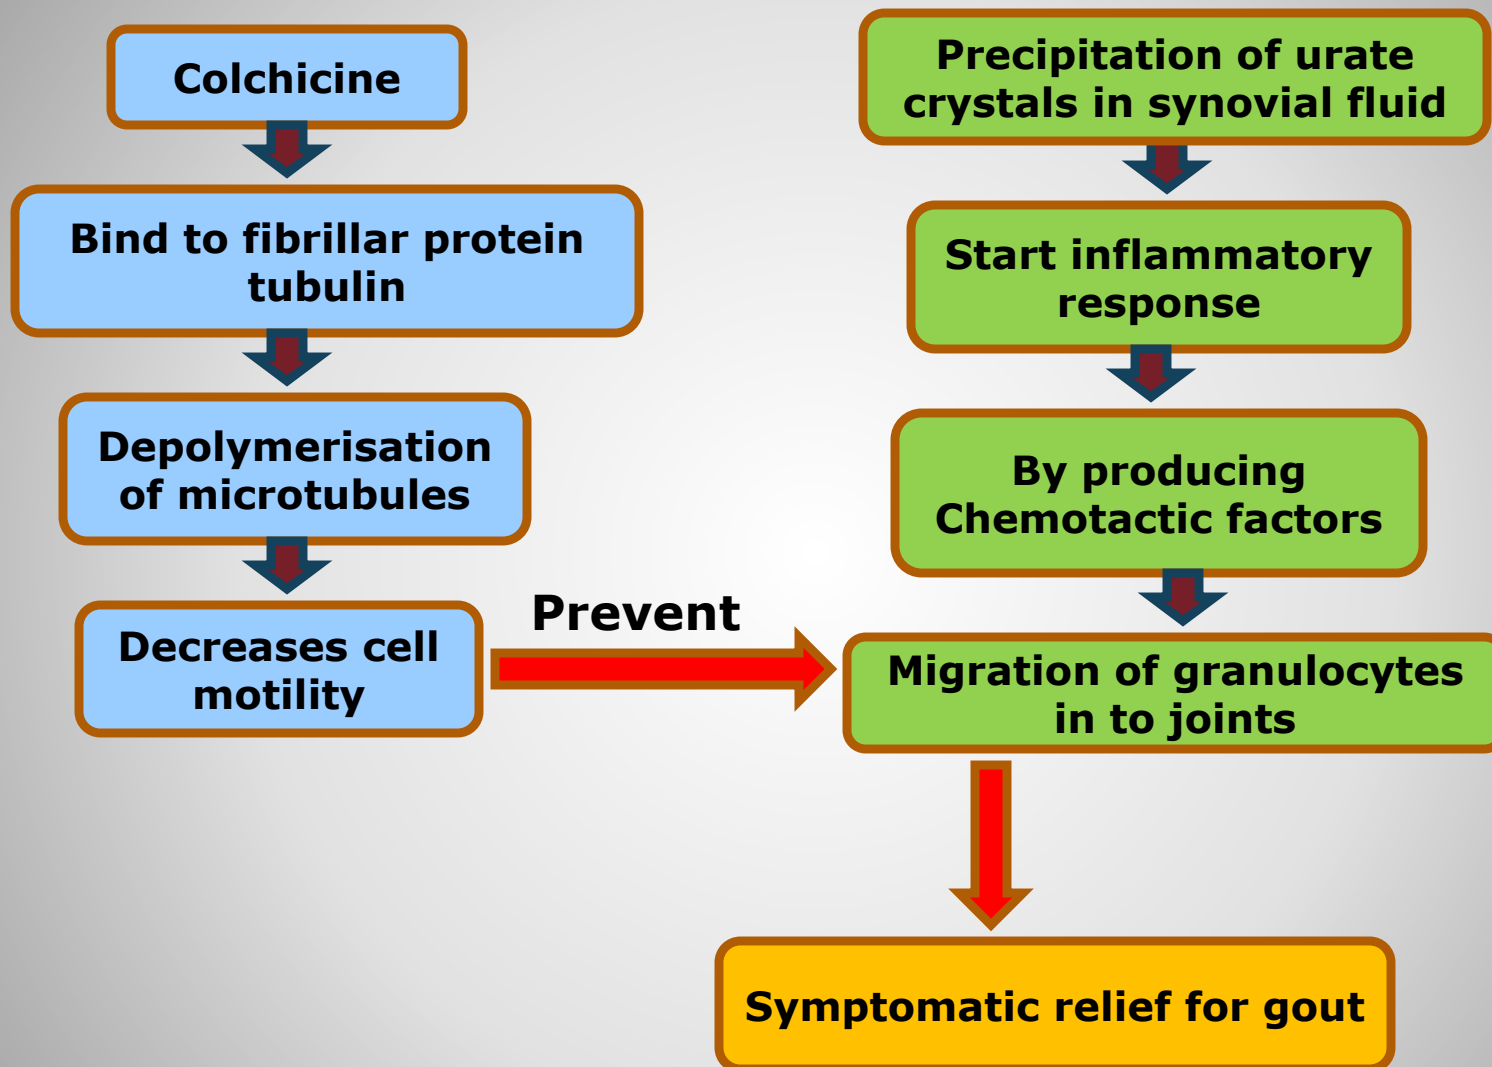 Colchicine
Bind to fibrillar protein
tubulin
Depolymerisation
of microtubules
Decreases cell
motility
Prevent
Precipitation of urate
crystals in synovial fluid
Start inflammatory
response
By producing
Chemotactic factors
Migration of granulocytes
in to joints
Symptomatic relief for gout